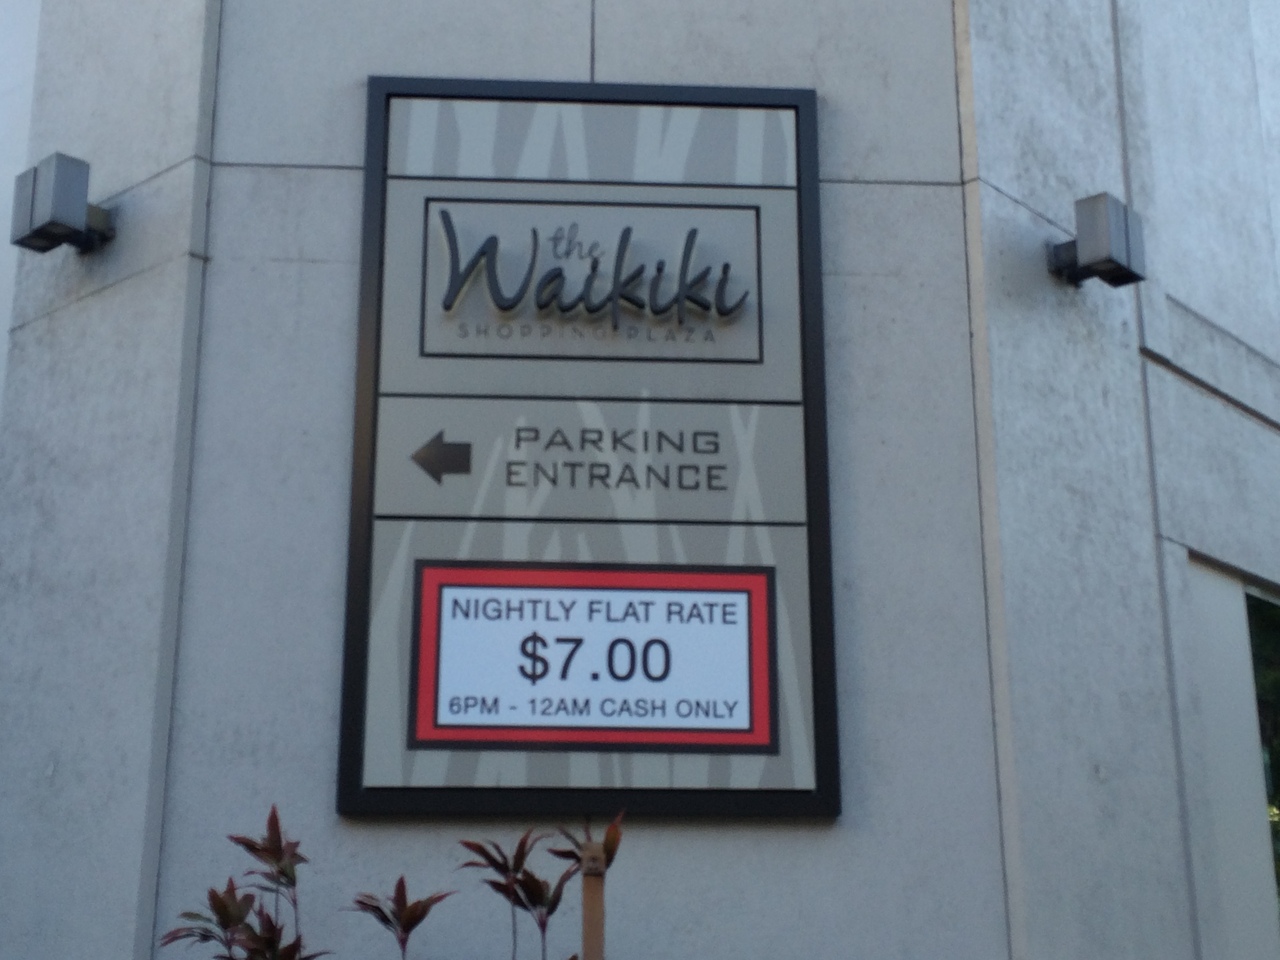 the
Waikiki
SHOPPING PLAZA
PARKING
ENTRANCE
NIGHTLY FLAT RATE
$7.00
6PM - 12AM CASH ONLY